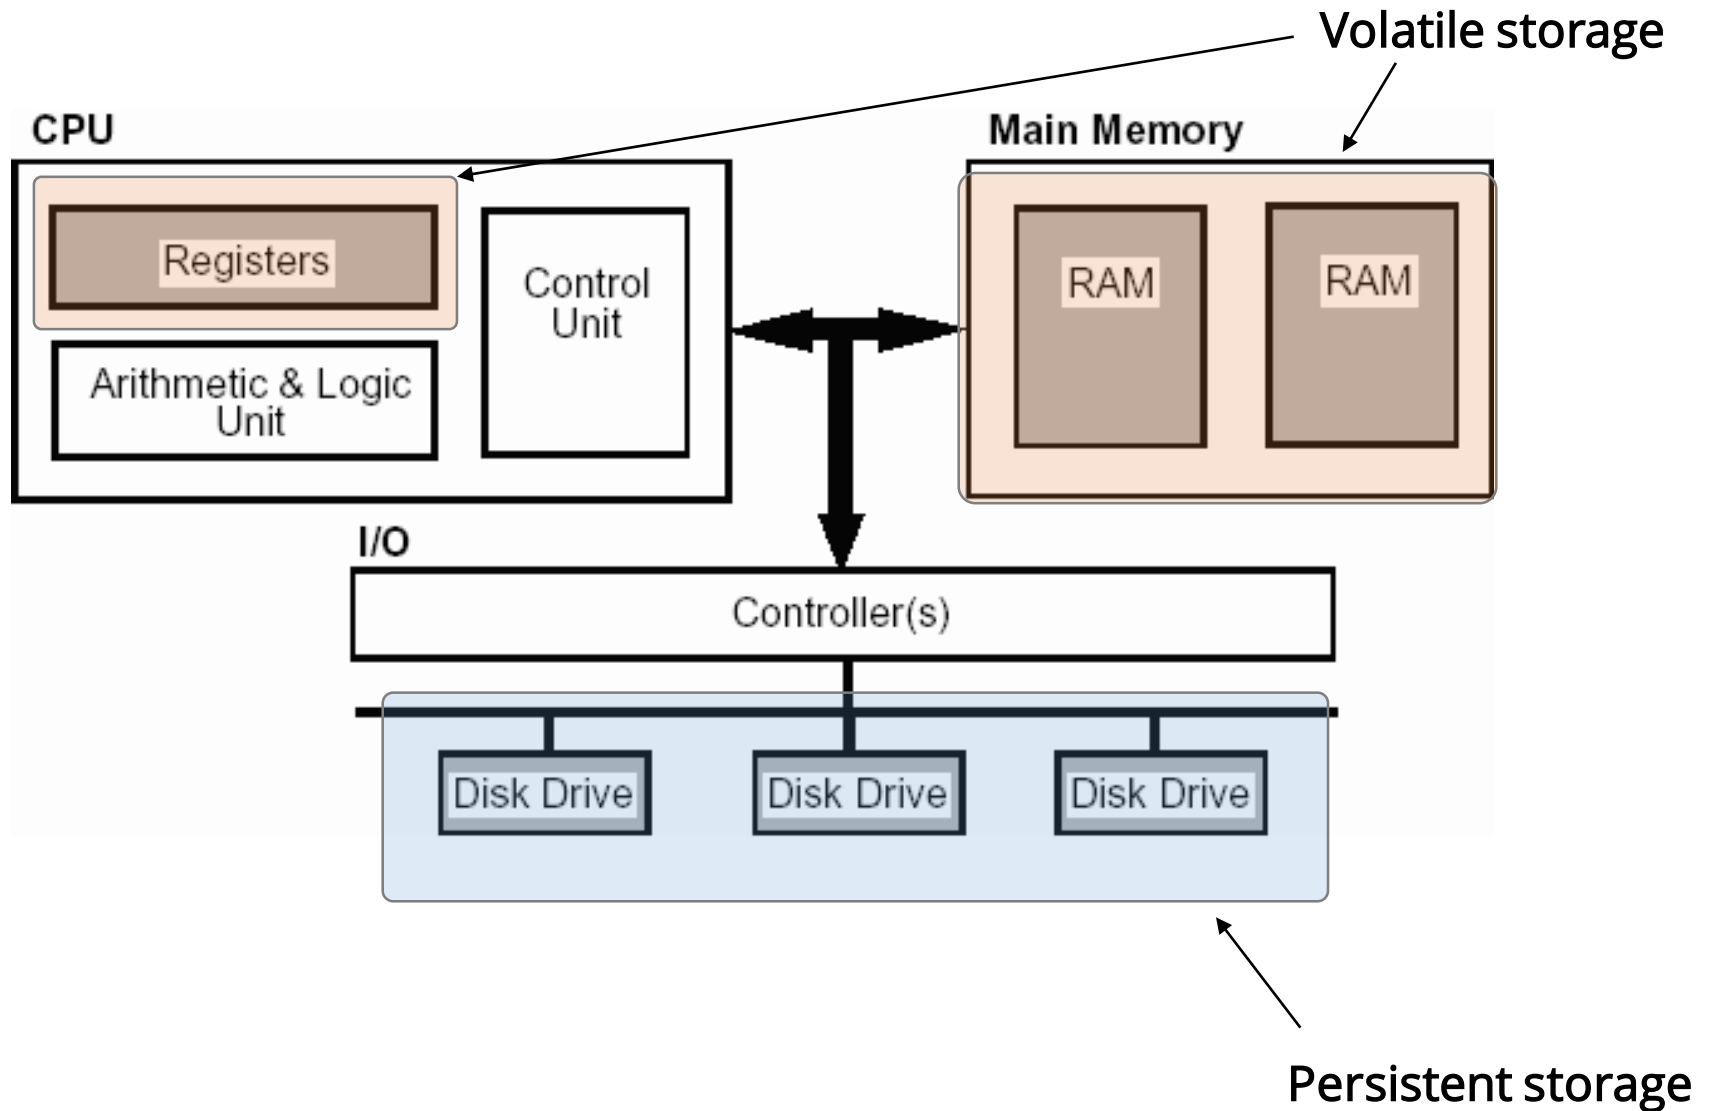 Volatile storage
CPU
Main Memory
Registers
Control
Unit
RAM
RAM
Arithmetic & Logic
Unit
I/O
Controller(s)
Disk Drive
Disk Drive
Disk Drive
Persistent storage